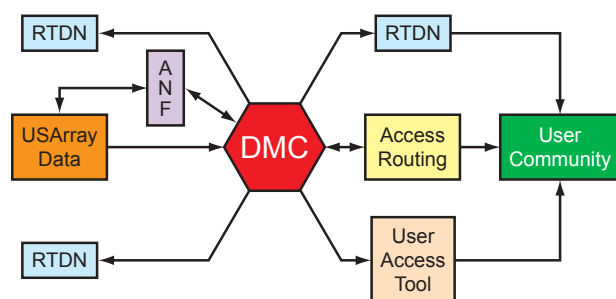 RTDN
RTDN
A
N
F
USArray
Data
DMC
Access
Routing
User
Community
RTDN
User
Access
Tool